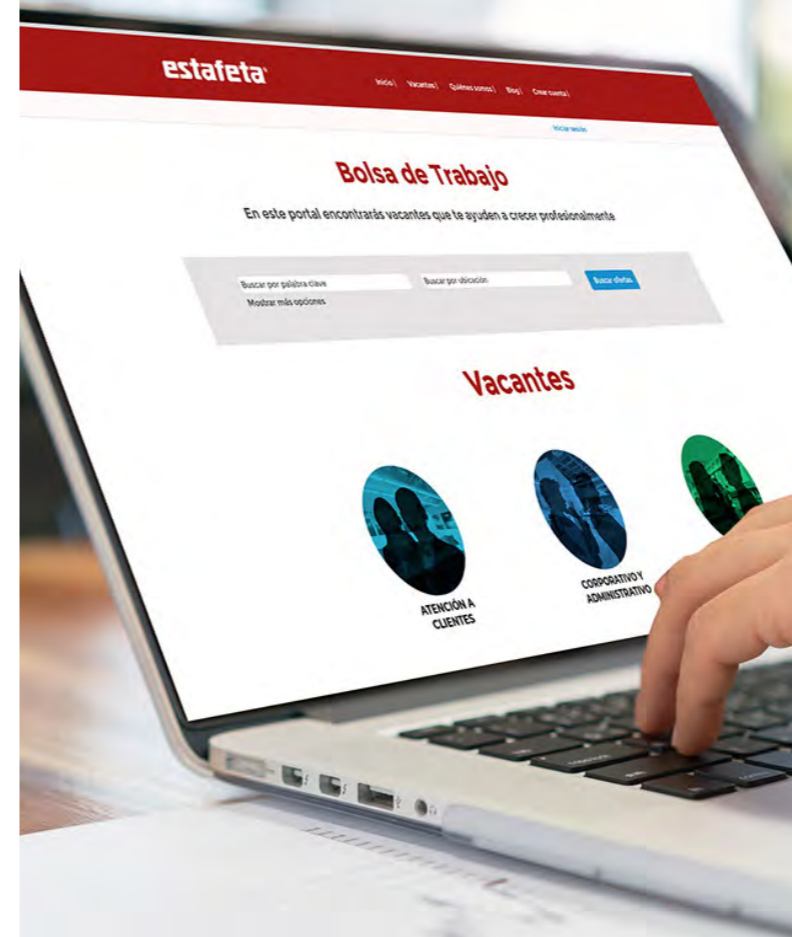 estafeta
Inicio | Vacantes | Quiénes somos | Blog | Crear cuenta |
Iniciar sesión
Bolsa de Trabajo
En este portal encontrarás vacantes que te ayuden a crecer profesionalmente
Buscar por palabra clave Buscar por ubicación Buscar ofertas
Mostrar más opciones
Vacantes
ATENCIÓN A
CLIENTES
CORPORATIVO Y
ADMINISTRATIVO